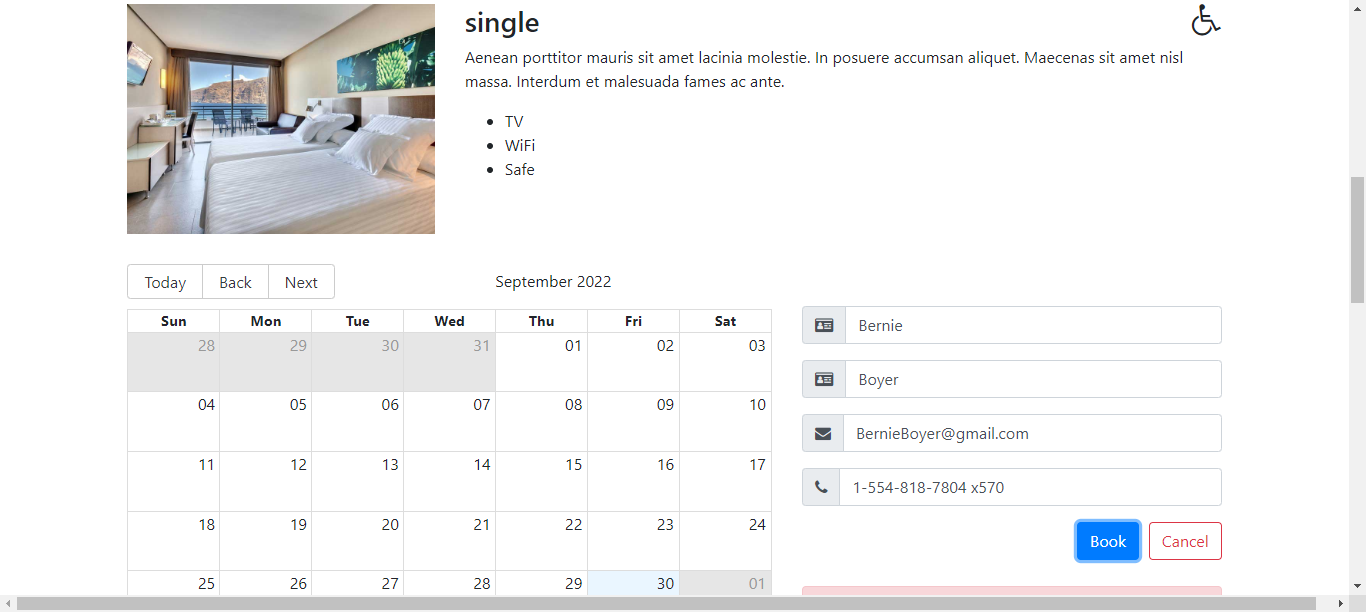 single
Aenean porttitor mauris sit amet lacinia molestie. In posuere accumsan aliquet. Maecenas sit amet nisl
massa. Interdum et malesuada fames ac ante.
TV
WiFi
Safe
Today Back Next
September 2022
Sun Mon Tue Wed Thu Fri Sat
28 29 30 31 01 02 03
04 05 06 07 08 09 10
11 12 13 14 15 16 17
18 19 20 21 22 23 24
25 26 27 28 29 30 01
Bernie
Boyer
BernieBoyer@gmail.com
1-554-818-7804 x570
Book Cancel